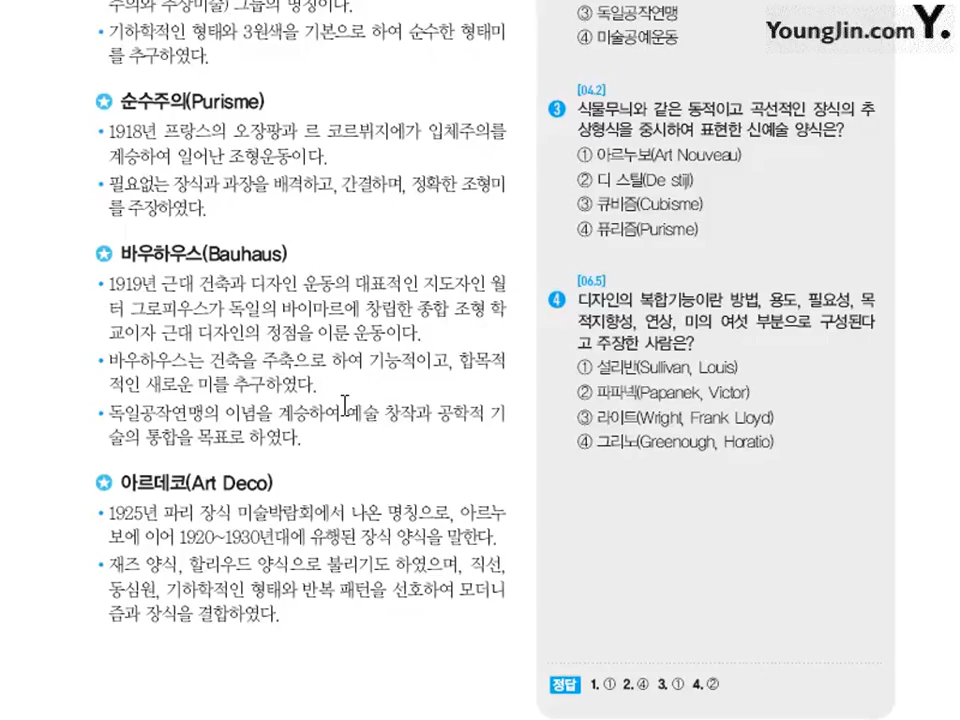 주의와 추상미술) 그룹의 명칭이다.
• 기하학적인 형태와 3원색을 기본으로 하여 순수한 형태미
를 추구하였다.
순수주의(Purisme)
• 1918년 프랑스의 오장팡과 르 코르뷔지에가 입체주의를
계승하여 일어난 조형운동이다.
• 필요없는 장식과 과장을 배격하고, 간결하며, 정확한 조형미
를 주장하였다.
바우하우스(Bauhaus)
• 1919년 근대 건축과 디자인 운동의 대표적인 지도자인 월
터 그로피우스가 독일의 바이마르에 창립한 종합 조형 학
교이자 근대 디자인의 정점을 이룬 운동이다.
• 바우하우스는 건축을 주축으로 하여 기능적이고, 합목적
적인 새로운 미를 추구하였다.
• 독일공작연맹의 이념을 계승하여 예술 창작과 공학적 기
술의 통합을 목표로 하였다.
아르데코(Art Deco)
• 1925년 파리 장식 미술박람회에서 나온 명칭으로, 아르누
보에 이어 1920~1930년대에 유행된 장식 양식을 말한다.
• 재즈 양식, 할리우드 양식으로 불리기도 하였으며, 직선,
동심원, 기하학적인 형태와 반복 패턴을 선호하여 모더니
즘과 장식을 결합하였다.
③ 독일공작연맹
④ 미술공예운동
YoungJin.com Y.
[04.2]
3 식물무늬와 같은 동적이고 곡선적인 장식의 추
상형식을 중시하여 표현한 신예술 양식은?
① 아르누보(Art Nouveau)
② 디 스틸(De stijl)
③ 큐비즘(Cubisme)
④ 퓨리즘(Purisme)
[06.5]
4 디자인의 복합기능이란 방법, 용도, 필요성, 목
적지향성, 연상, 미의 여섯 부분으로 구성된다
고 주장한 사람은?
① 설리반(Sullivan, Louis)
② 파파넥(Papanek, Victor)
③ 라이트(Wright, Frank Lloyd)
④ 그리노(Greenough, Horatio)
정답 1. ① 2. ④ 3. ① 4. ②